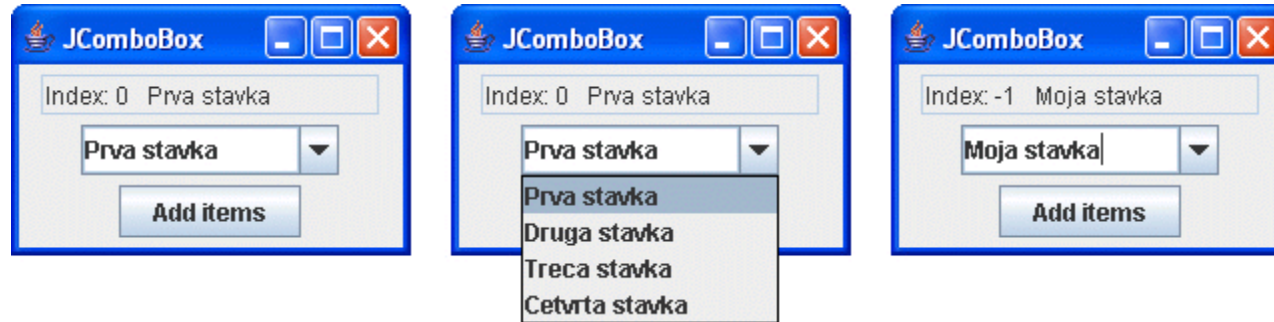 JComboBox
Index: 0 Prva stavka
Prva stavka
Add items
JComboBox
Index: 0 Prva stavka
Prva stavka
Prva stavka
Druga stavka
Treca stavka
Cetvrta stavka
JComboBox
Index: -1 Moja stavka
Moja stavka
Add items